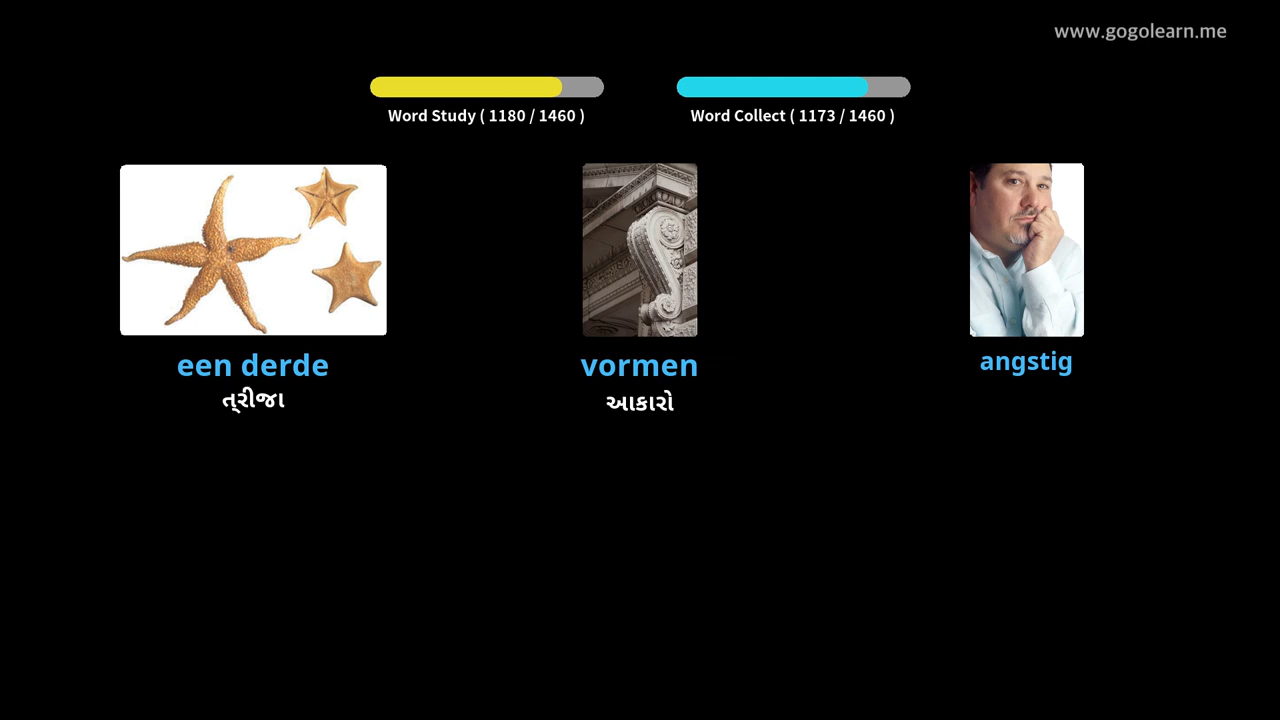 www.gogolearn.me
Word Study ( 1180 / 1460 )
Word Collect ( 1173 / 1460 )
een derde
ત્રીજા
vormen
આકારો
angstig